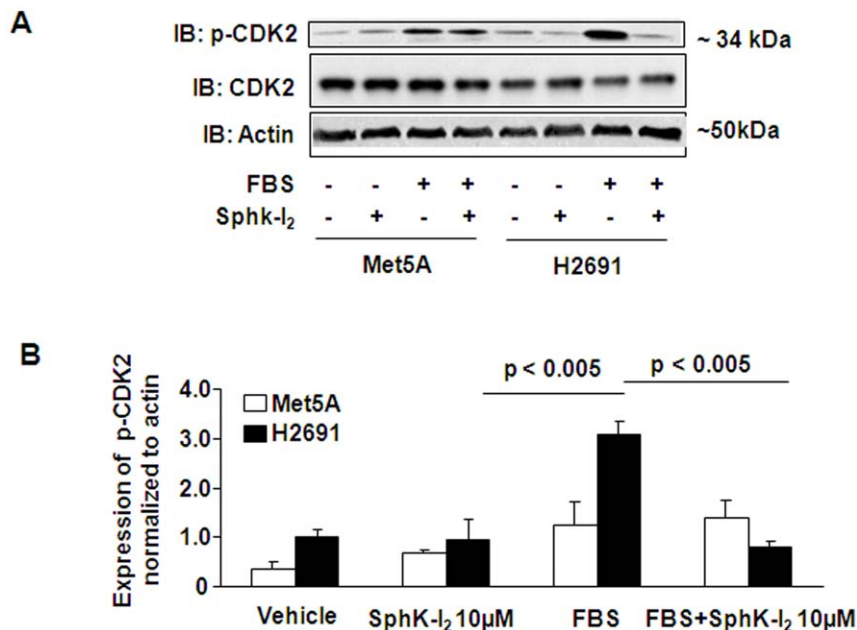 A
IB: p-CDK2
~ 34 kDa
IB: CDK2
IB: Actin
~50kDa
FBS - - + + - - + +
Sphk-I₂ - + - + - + - +
Met5A H2691
B
p < 0.005 p < 0.005
Expression of p-CDK2
normalized to actin
4.0
3.0
2.0
1.0
0
Met5A
H2691
Vehicle SphK-I₂ 10µM FBS FBS+SphK-I₂ 10µM